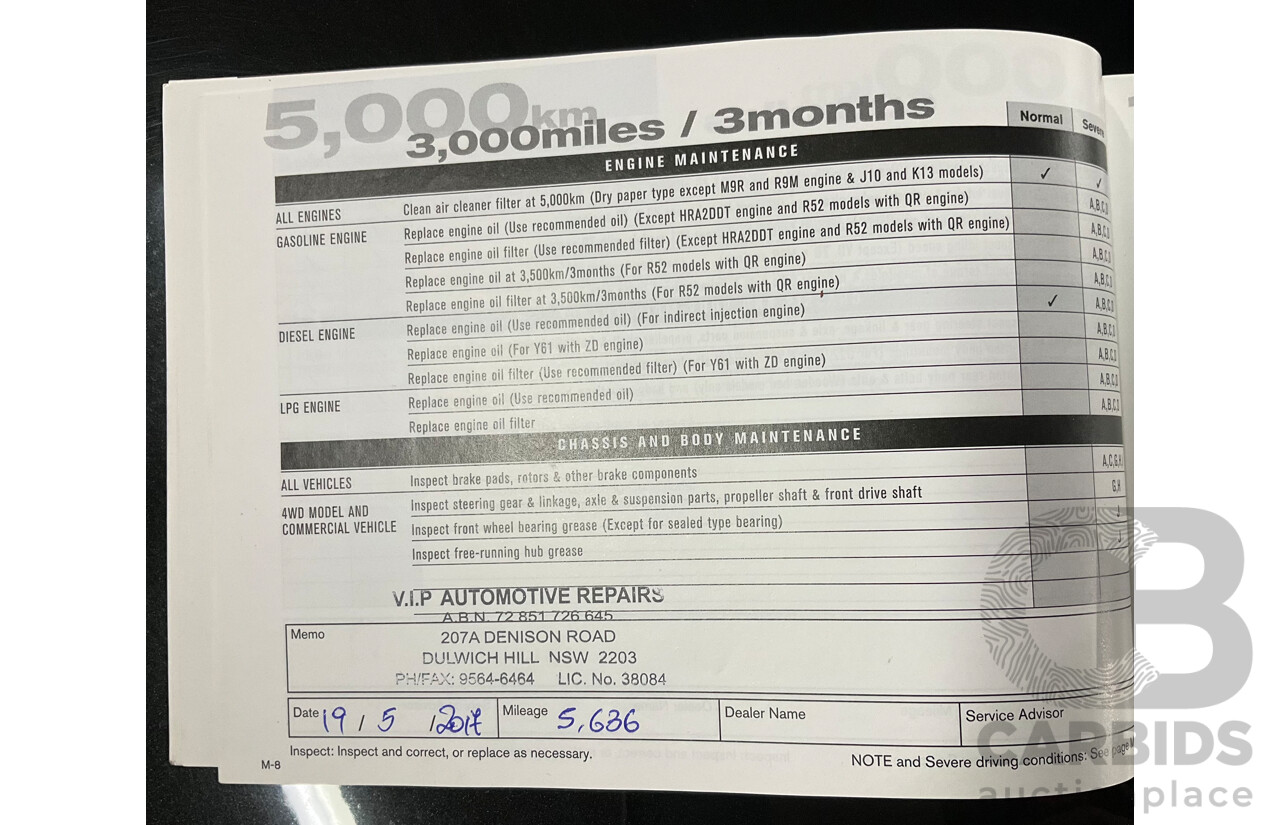 5,000km
3,000miles / 3months
Normal Severe
ENGINE MAINTENANCE
ALL ENGINES Clean air cleaner filter at 5,000km (Dry paper type except M9R and R9M engine & J10 and K13 models) ✓ ✓
GASOLINE ENGINE Replace engine oil (Use recommended oil) (Except HRA2DDT engine and R52 models with QR engine) A,B,C,D
Replace engine oil filter (Use recommended filter) (Except HRA2DDT engine and R52 models with QR engine) A,B,C,D
Replace engine oil at 3,500km/3months (For R52 models with QR engine) A,B,C,D
Replace engine oil filter at 3,500km/3months (For R52 models with QR engine) A,B,C,D
DIESEL ENGINE Replace engine oil (Use recommended oil) (For indirect injection engine) ✓ A,B,C,D
Replace engine oil (For Y61 with ZD engine) A,B,C,D
Replace engine oil filter (Use recommended filter) (For Y61 with ZD engine) A,B,C,D
LPG ENGINE Replace engine oil (Use recommended oil) A,B,C,D
Replace engine oil filter A,B,C,D
CHASSIS AND BODY MAINTENANCE
ALL VEHICLES Inspect brake pads, rotors & other brake components A,C,G,H
4WD MODEL AND Inspect steering gear & linkage, axle & suspension parts, propeller shaft & front drive shaft G,H
COMMERCIAL VEHICLE Inspect front wheel bearing grease (Except for sealed type bearing)
Inspect free-running hub grease
V.I.P AUTOMOTIVE REPAIRS
A.B.N. 72 851 726 645
Memo 207A DENISON ROAD
DULWICH HILL NSW 2203
PH/FAX: 9564-6464 LIC. No. 38084
Date 19 / 5 / 2017 Mileage 5,636 Dealer Name Service Advisor
Inspect: Inspect and correct, or replace as necessary.
M-8 NOTE and Severe driving conditions: See page
CB
CARBIDS
auction place